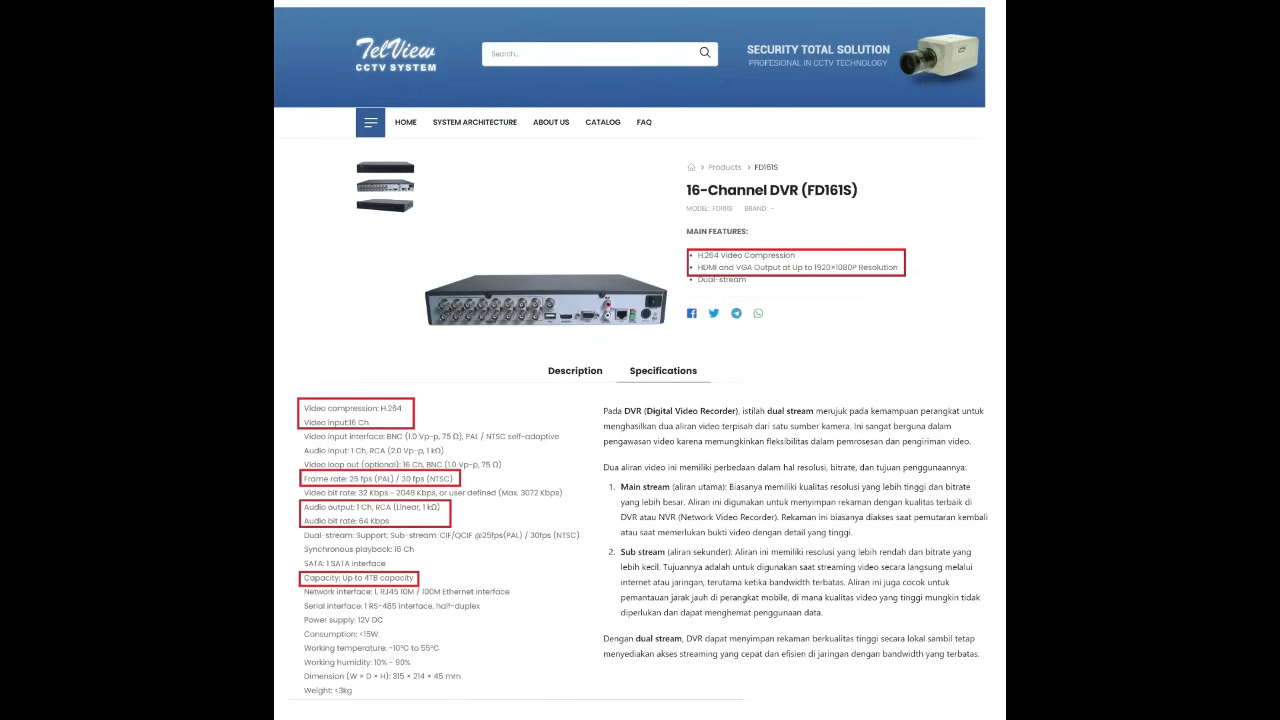 TelView
CCTV SYSTEM
Search...
SECURITY TOTAL SOLUTION
PROFESIONAL IN CCTV TECHNOLOGY
HOME SYSTEM ARCHITECTURE ABOUT US CATALOG FAQ
> Products > FD161S
16-Channel DVR (FD161S)
MODEL: FD161S BRAND: -
MAIN FEATURES:
• H.264 Video Compression
• HDMI and VGA Output at Up to 1920×1080P Resolution
• Dual-stream
Description Specifications
Video compression: H.264
Video input:16 Ch
Video input interface: BNC (1.0 Vp-p, 75 Ω), PAL / NTSC self-adaptive
Audio input: 1 Ch, RCA (2.0 Vp-p, 1 kΩ)
Video loop out (optional): 16 Ch, BNC (1.0 Vp-p, 75 Ω)
Frame rate: 25 fps (PAL) / 30 fps (NTSC)
Video bit rate: 32 Kbps - 2048 Kbps, or user defined (Max. 3072 Kbps)
Audio output: 1 Ch, RCA (Linear, 1 kΩ)
Audio bit rate: 64 Kbps
Dual-stream: Support; Sub-stream: CIF/QCIF @25fps(PAL) / 30fps (NTSC)
Synchronous playback: 16 Ch
SATA: 1 SATA interface
Capacity: Up to 4TB capacity
Network interface: 1, RJ45 10M / 100M Ethernet interface
Serial interface: 1 RS-485 interface, half-duplex
Power supply: 12V DC
Consumption: <15W
Working temperature: -10°C to 55°C
Working humidity: 10% - 90%
Dimension (W × D × H): 315 × 214 × 45 mm
Weight: <3kg
Pada DVR (Digital Video Recorder), istilah dual stream merujuk pada kemampuan perangkat untuk
menghasilkan dua aliran video terpisah dari satu sumber kamera. Ini sangat berguna dalam
pengawasan video karena memungkinkan fleksibilitas dalam pemrosesan dan pengiriman video.
Dua aliran video ini memiliki perbedaan dalam hal resolusi, bitrate, dan tujuan penggunaannya:
1. Main stream (aliran utama): Biasanya memiliki kualitas resolusi yang lebih tinggi dan bitrate
yang lebih besar. Aliran ini digunakan untuk menyimpan rekaman dengan kualitas terbaik di
DVR atau NVR (Network Video Recorder). Rekaman ini biasanya diakses saat pemutaran kembali
atau saat memerlukan bukti video dengan detail yang tinggi.
2. Sub stream (aliran sekunder): Aliran ini memiliki resolusi yang lebih rendah dan bitrate yang
lebih kecil. Tujuannya adalah untuk digunakan saat streaming video secara langsung melalui
internet atau jaringan, terutama ketika bandwidth terbatas. Aliran ini juga cocok untuk
pemantauan jarak jauh di perangkat mobile, di mana kualitas video yang tinggi mungkin tidak
diperlukan dan dapat menghemat penggunaan data.
Dengan dual stream, DVR dapat menyimpan rekaman berkualitas tinggi secara lokal sambil tetap
menyediakan akses streaming yang cepat dan efisien di jaringan dengan bandwidth yang terbatas.